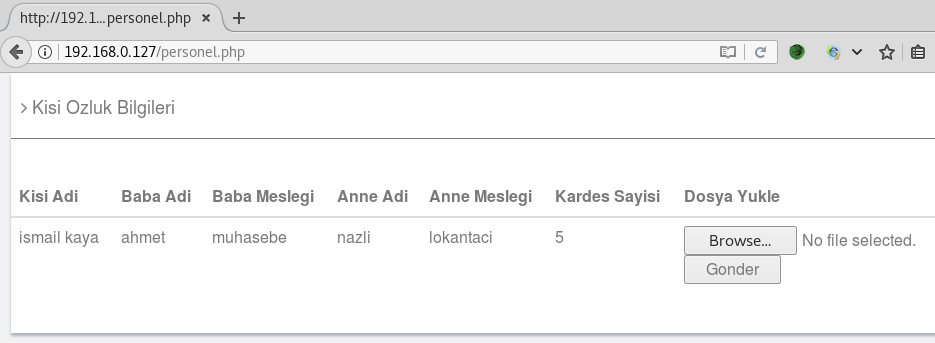 http://192.1...personel.php
192.168.0.127/personel.php
Kisi Ozluk Bilgileri
Kisi Adi Baba Adi Baba Meslegi Anne Adi Anne Meslegi Kardes Sayisi Dosya Yukle
ismail kaya ahmet muhasebe nazli lokantaci 5 Browse... No file selected.
Gonder